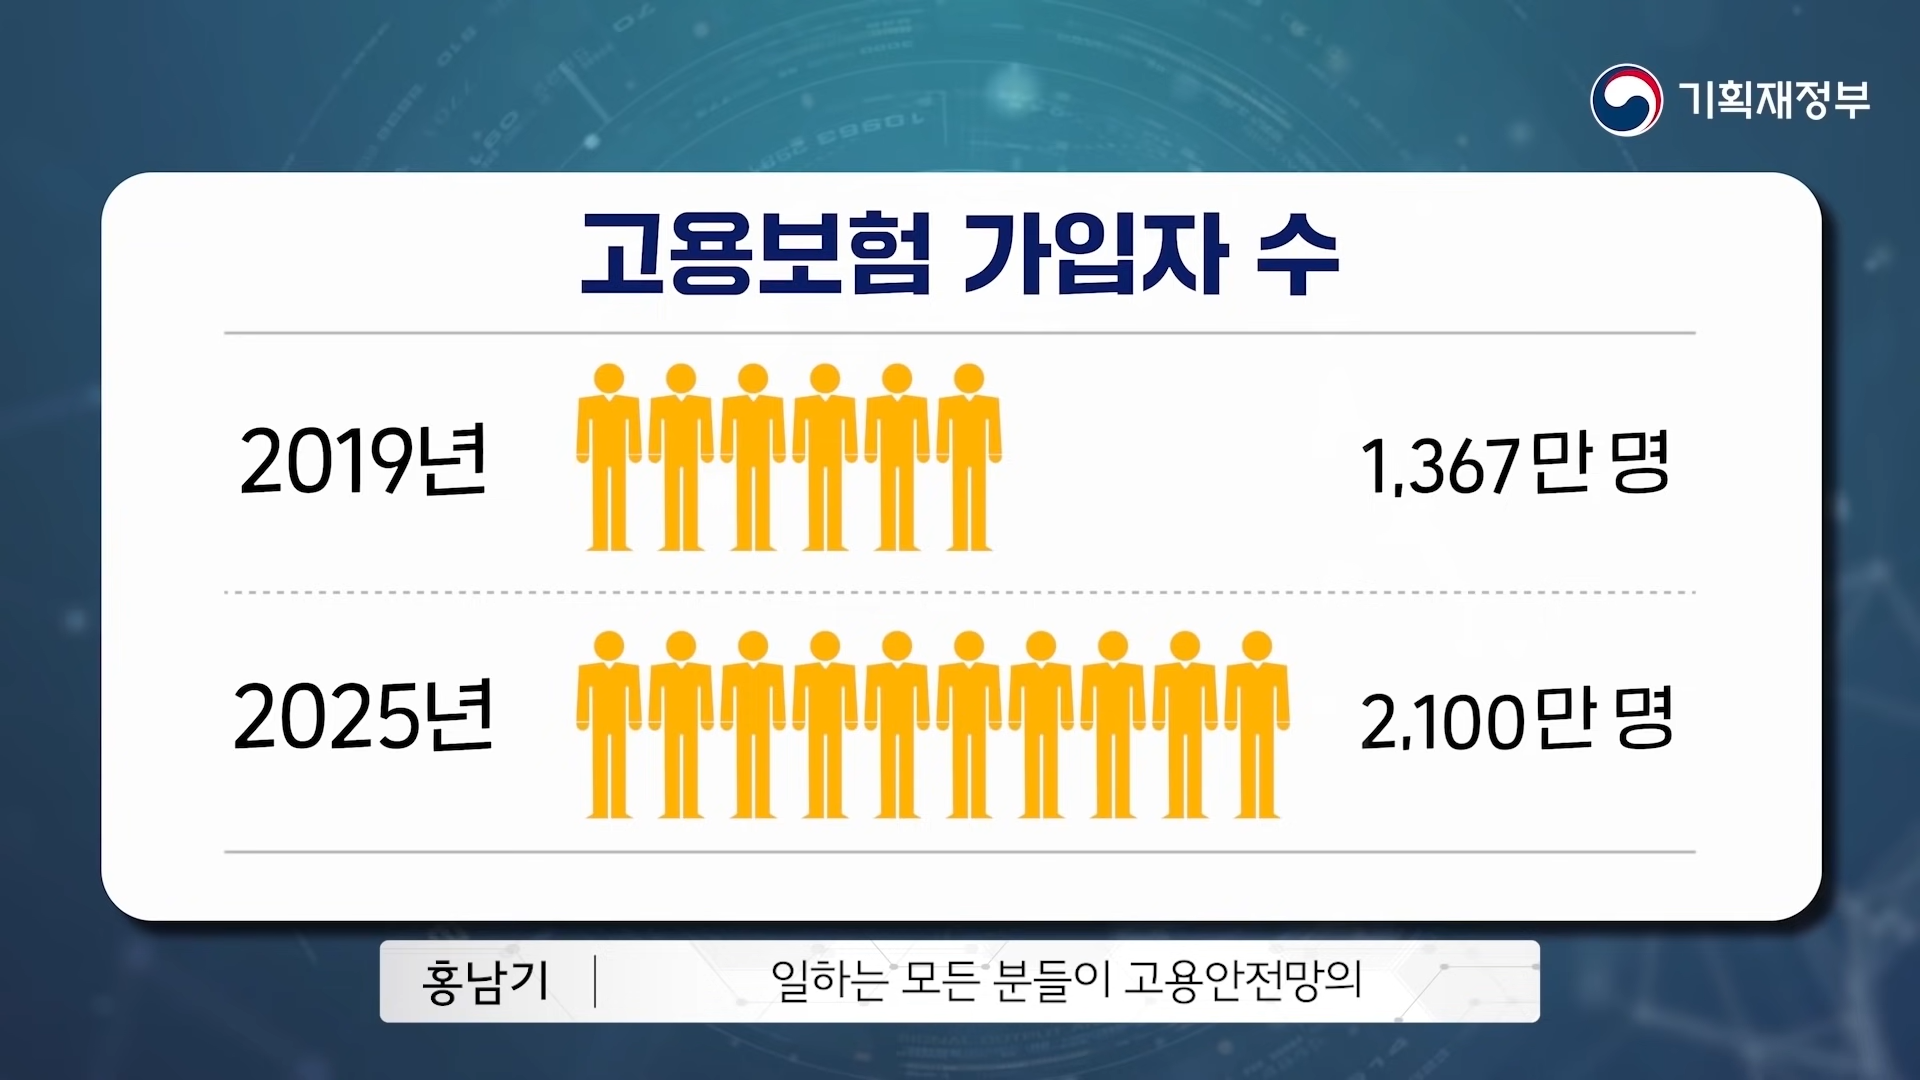 기획재정부
고용보험 가입자 수
2019년
1,367만 명
2025년
2,100만 명
홍남기
일하는 모든 분들이 고용안전망의